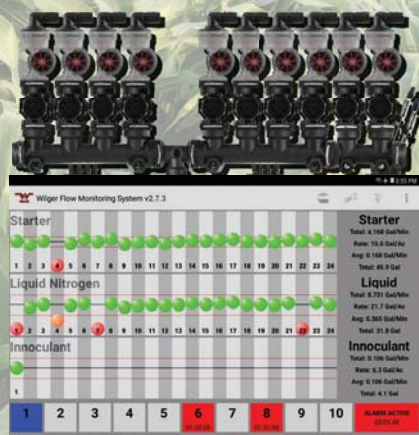 3:55 PM
Wilger Flow Monitoring System v2.7.3
Starter
1 2 3 4 5 6 7 8 9 10 11 12 13 14 15 16 17 18 19 20 21 22 23 24
Starter
Total: 4.168 Gal/Min
Rate: 15.0 Gal/Ac
Avg: 0.168 Gal/Min
Total: 49.9 Gal
Liquid Nitrogen
1 2 3 4 5 6 7 8 9 10 11 12 13 14 15 16 17 18 19 20 21 22 23 24
Liquid
Total: 8.731 Gal/Min
Rate: 21.7 Gal/Ac
Avg: 0.365 Gal/Min
Total: 31.8 Gal
Innoculant
1
Innoculant
Total: 0.106 Gal/Min
Rate: 6.3 Gal/Ac
Avg: 0.106 Gal/Min
Total: 4.1 Gal
1 2 3 4 5 6 7 8 9 10
ALARM ACTIVE